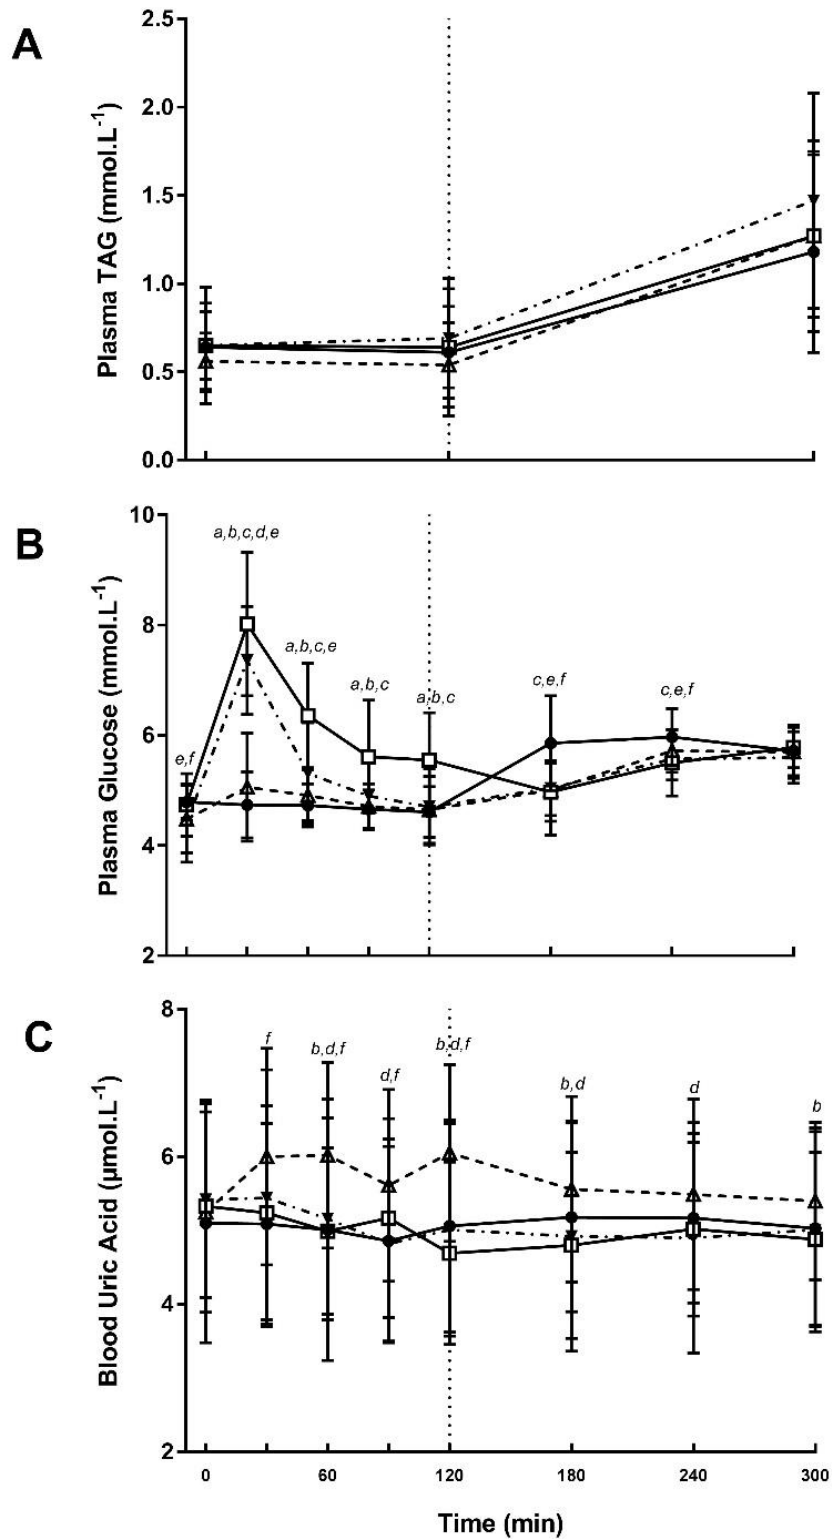 A
Plasma TAG (mmol.L-1)
2.5
2.0
1.5
1.0
0.5
0.0
B
Plasma Glucose (mmol.L-1)
10
8
6
4
2
e,f
a,b,c,d,e
a,b,c,e
a,b,c
a,b,c
c,e,f
c,e,f
C
Blood Uric Acid (µmol.L-1)
8
6
4
2
f
b,d,f
d,f
b,d,f
b,d
d
b
0 60 120 180 240 300
Time (min)